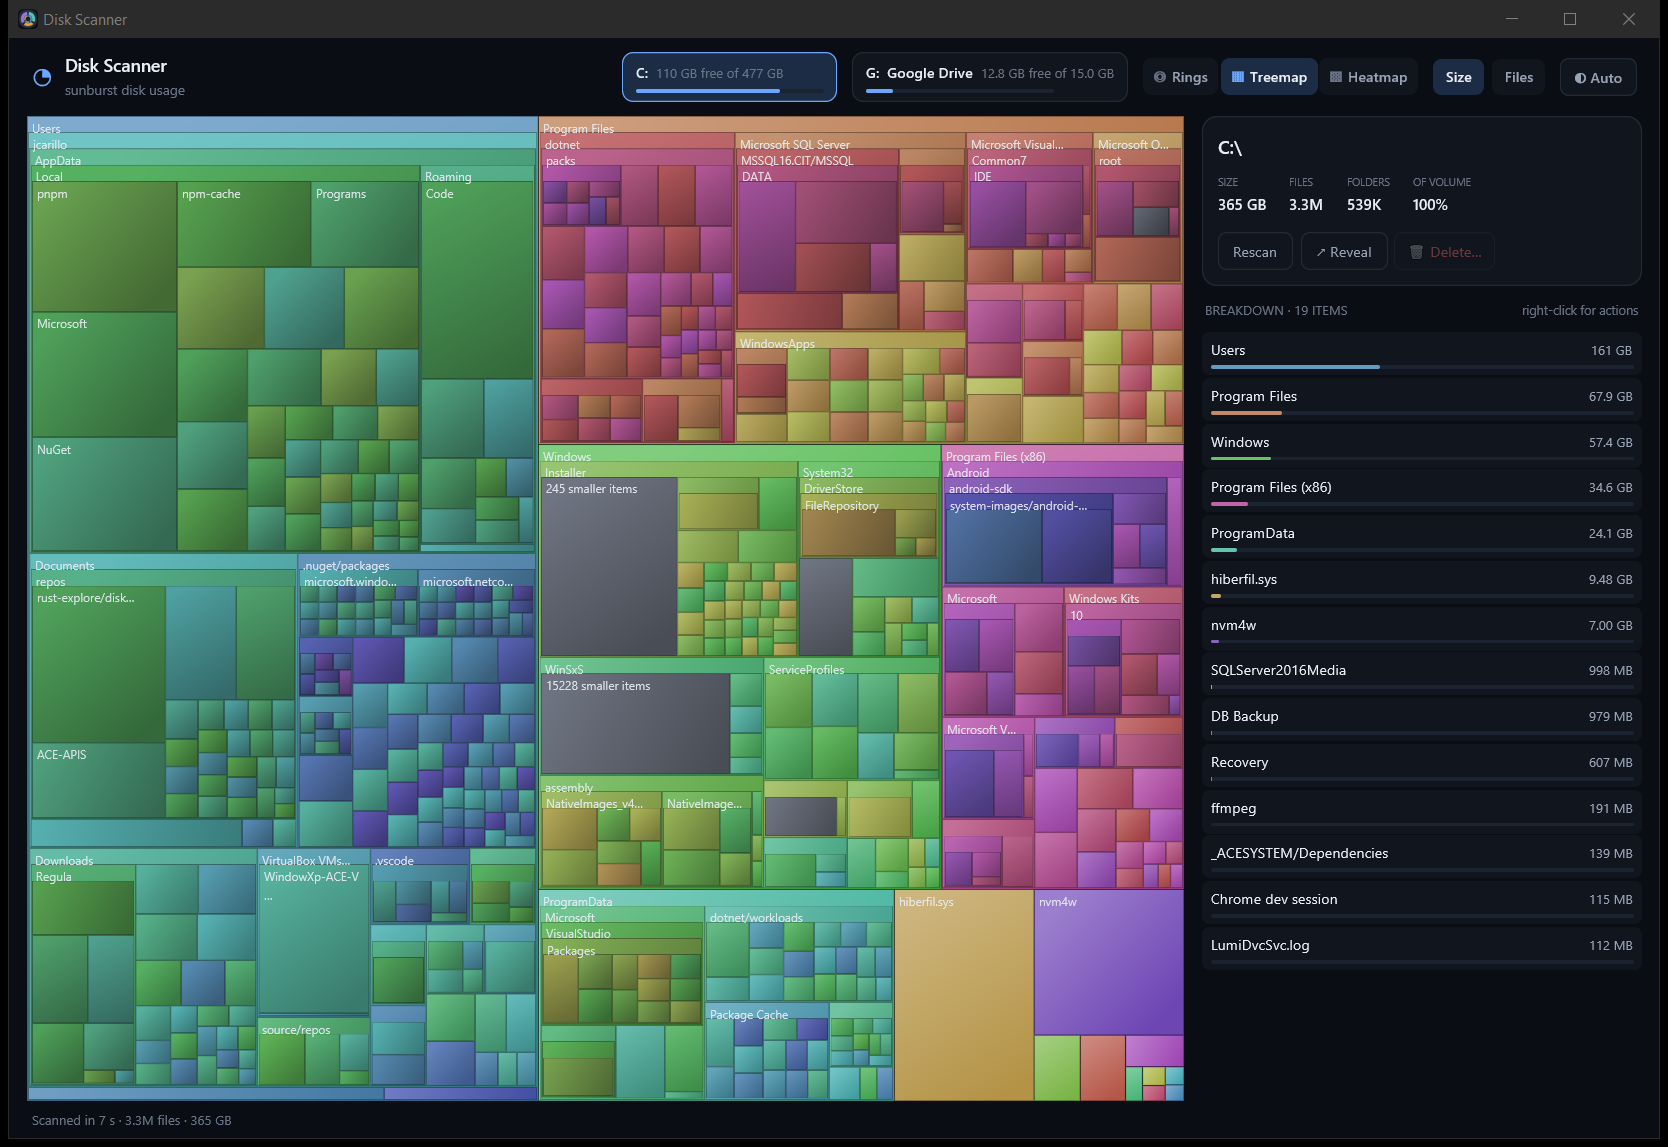 Disk Scanner
Disk Scanner
sunburst disk usage
C: 110 GB free of 477 GB
G: Google Drive 12.8 GB free of 15.0 GB
Rings
Treemap
Heatmap
Size
Files
Auto
Users
jcarillo
AppData
Local
Roaming
pnpm
npm-cache
Programs
Code
Microsoft
NuGet
Program Files
dotnet
packs
Microsoft SQL Server
MSSQL16.CIT/MSSQL
DATA
Microsoft Visual...
Common7
IDE
Microsoft O...
root
WindowsApps
Windows
Installer
245 smaller items
System32
DriverStore
FileRepository
Program Files (x86)
Android
android-sdk
system-images/android-...
Microsoft
Windows Kits
10
Documents
repos
rust-explore/disk...
.nuget/packages
microsoft.windo...
microsoft.netco...
ACE-APIS
WinSxS
15228 smaller items
ServiceProfiles
Microsoft V...
assembly
NativeImages_v4...
NativeImage...
Downloads
Regula
VirtualBox VMs...
WindowXp-ACE-V
...
.vscode
source/repos
ProgramData
Microsoft
VisualStudio
Packages
dotnet/workloads
Package Cache
hiberfil.sys
nvm4w
C:\
SIZE FILES FOLDERS OF VOLUME
365 GB 3.3M 539K 100%
Rescan
↗ Reveal
Delete...
BREAKDOWN · 19 ITEMS right-click for actions
Users 161 GB
Program Files 67.9 GB
Windows 57.4 GB
Program Files (x86) 34.6 GB
ProgramData 24.1 GB
hiberfil.sys 9.48 GB
nvm4w 7.00 GB
SQLServer2016Media 998 MB
DB Backup 979 MB
Recovery 607 MB
ffmpeg 191 MB
_ACESYSTEM/Dependencies 139 MB
Chrome dev session 115 MB
LumiDvcSvc.log 112 MB
Scanned in 7 s · 3.3M files · 365 GB